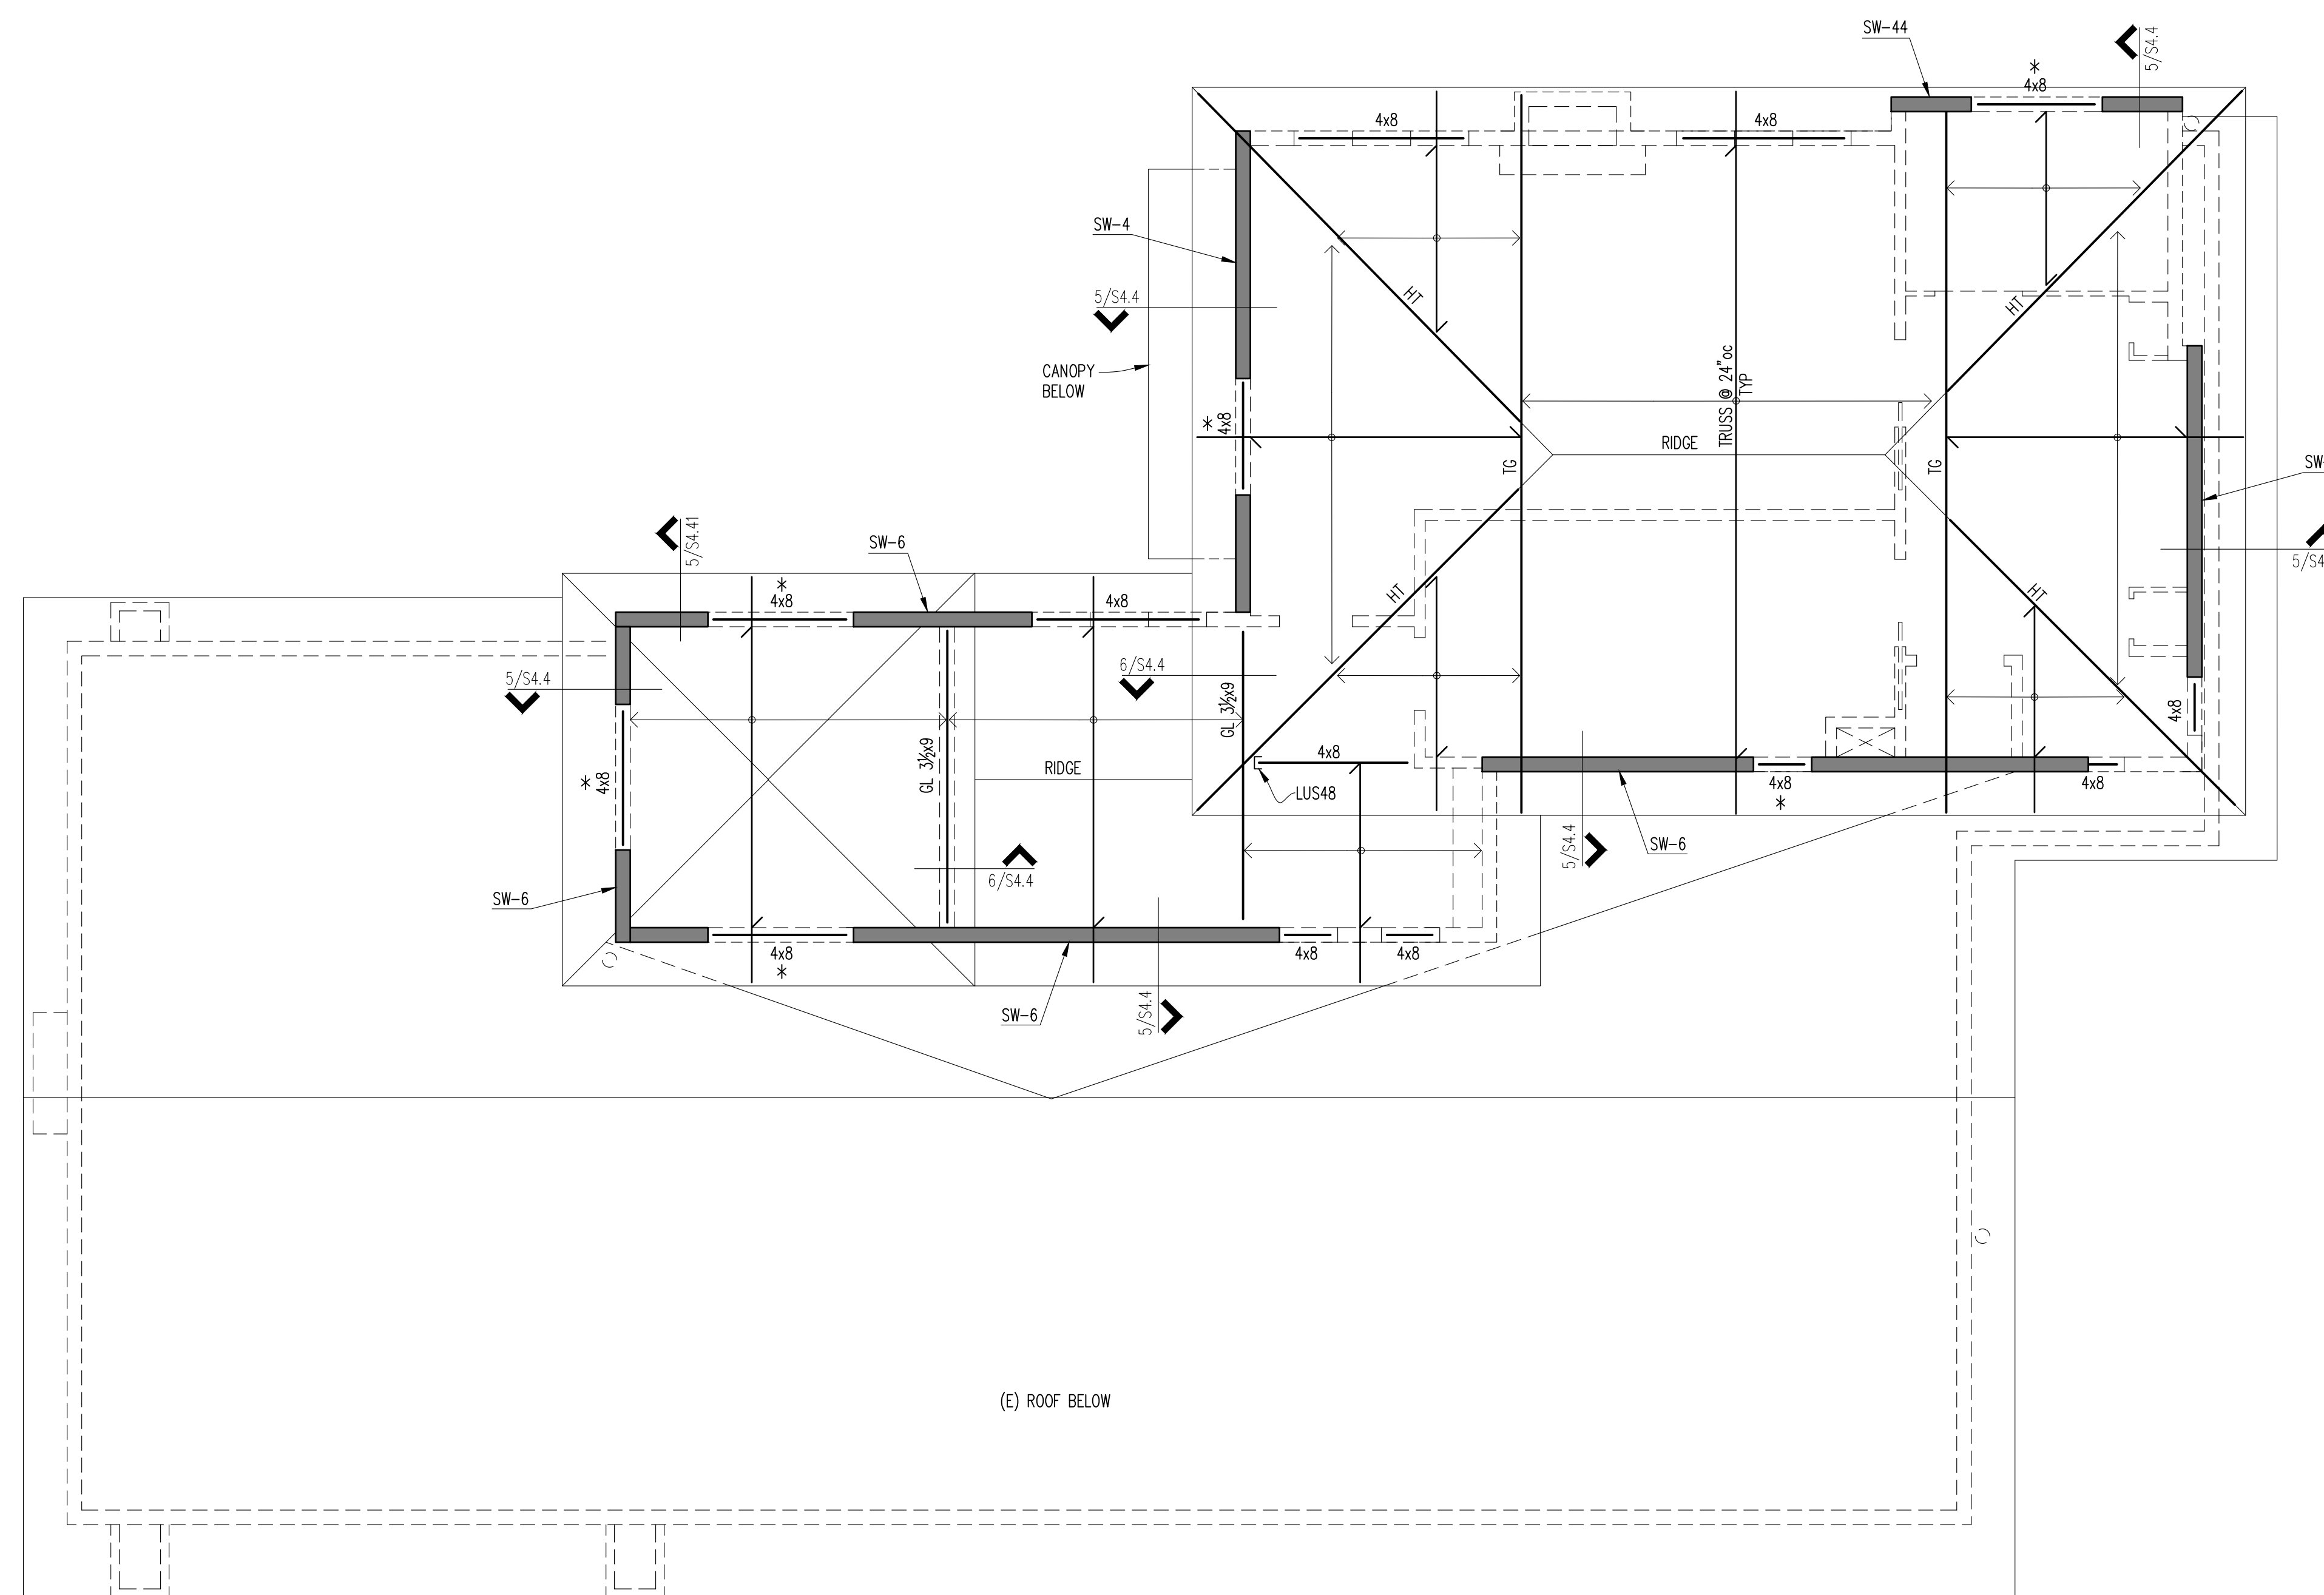 SW-44
5/S4.4
*
4x8
4x8
4x8
SW-4
5/S4.4
HT
HT
CANOPY
BELOW
TRUSS @ 24"oc
TYP
*
4x8
RIDGE
TG
TG
SW-
5/S4.41
SW-6
5/S4
*
4x8
4x8
HT
HT
5/S4.4
6/S4.4
GL 3½x9
4x8
GL 3½x9
RIDGE
4x8
*
4x8
LUS48
4x8
*
4x8
5/S4.4
SW-6
6/S4.4
SW-6
4x8
*
4x8
4x8
SW-6
5/S4.4
(E) ROOF BELOW